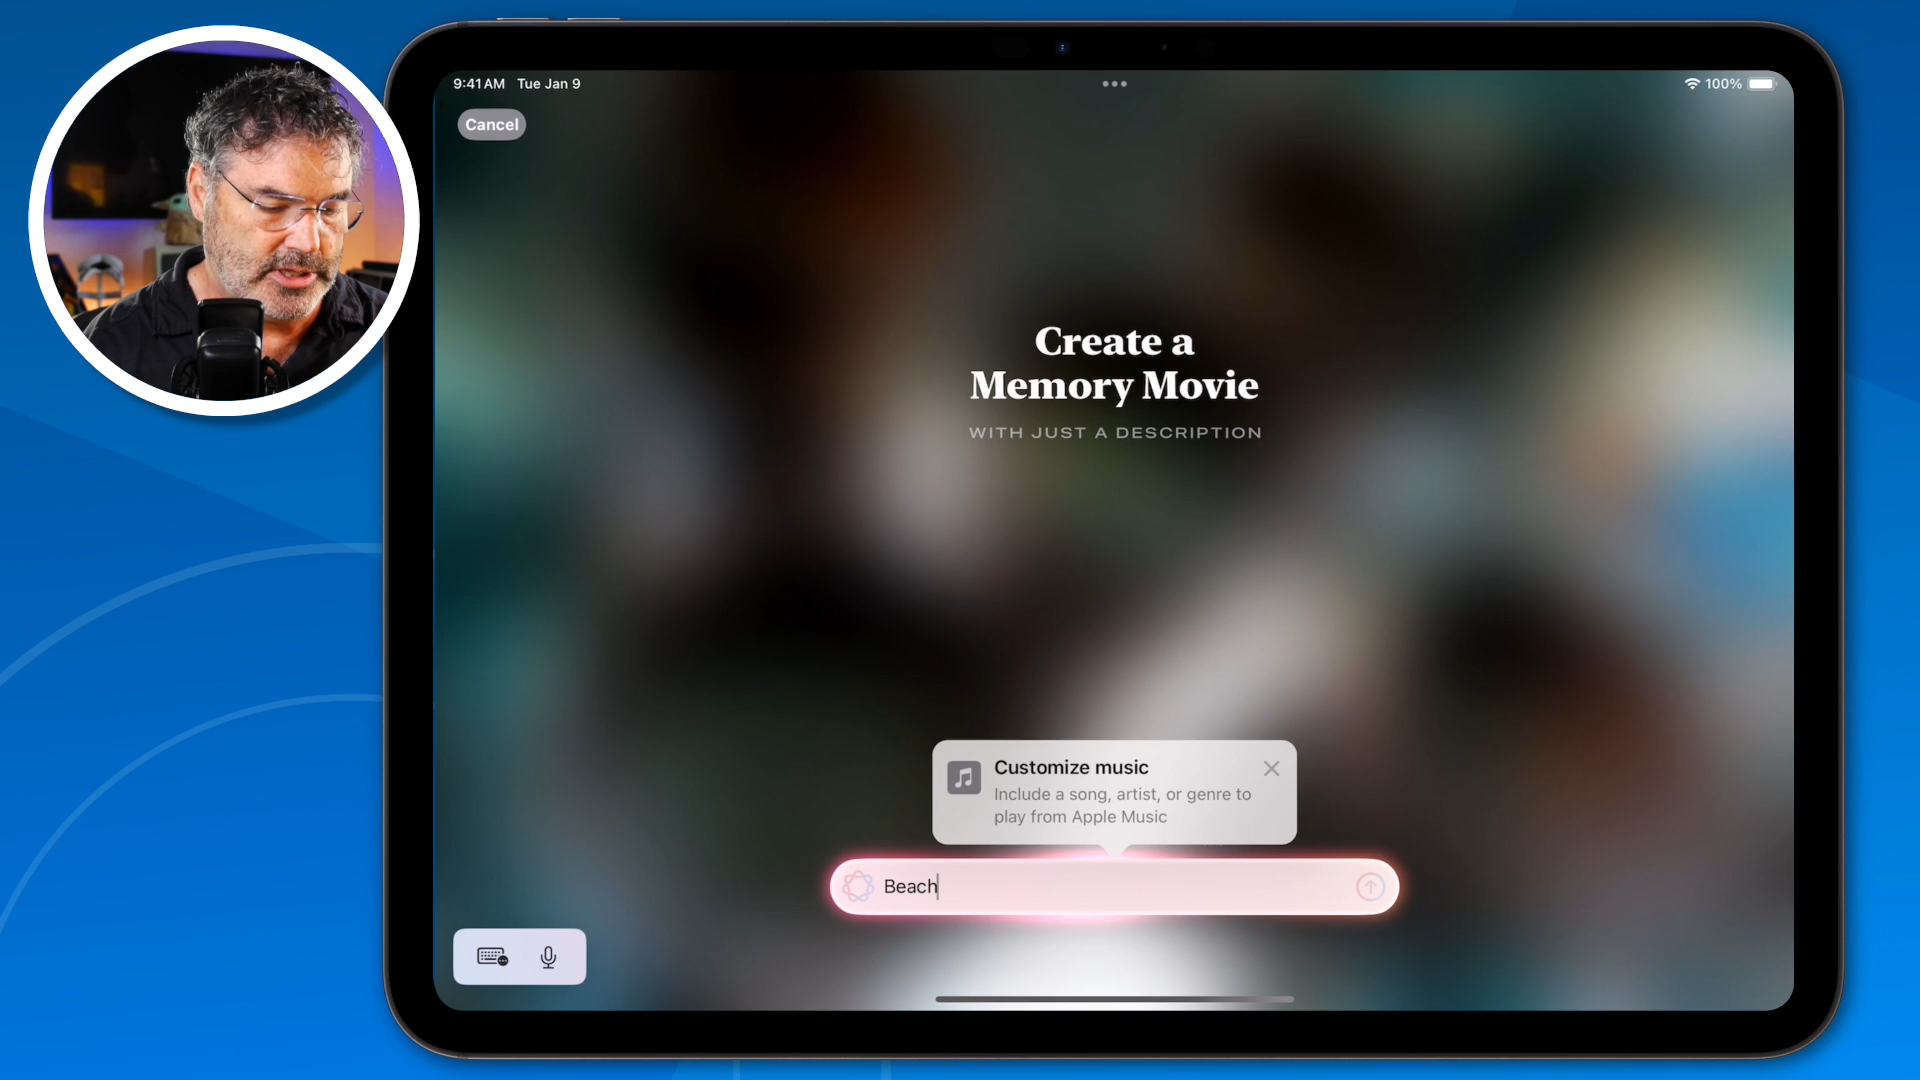 9:41 AM Tue Jan 9
100%
Cancel
Create a
Memory Movie
WITH JUST A DESCRIPTION
Customize music
Include a song, artist, or genre to
play from Apple Music
Beach